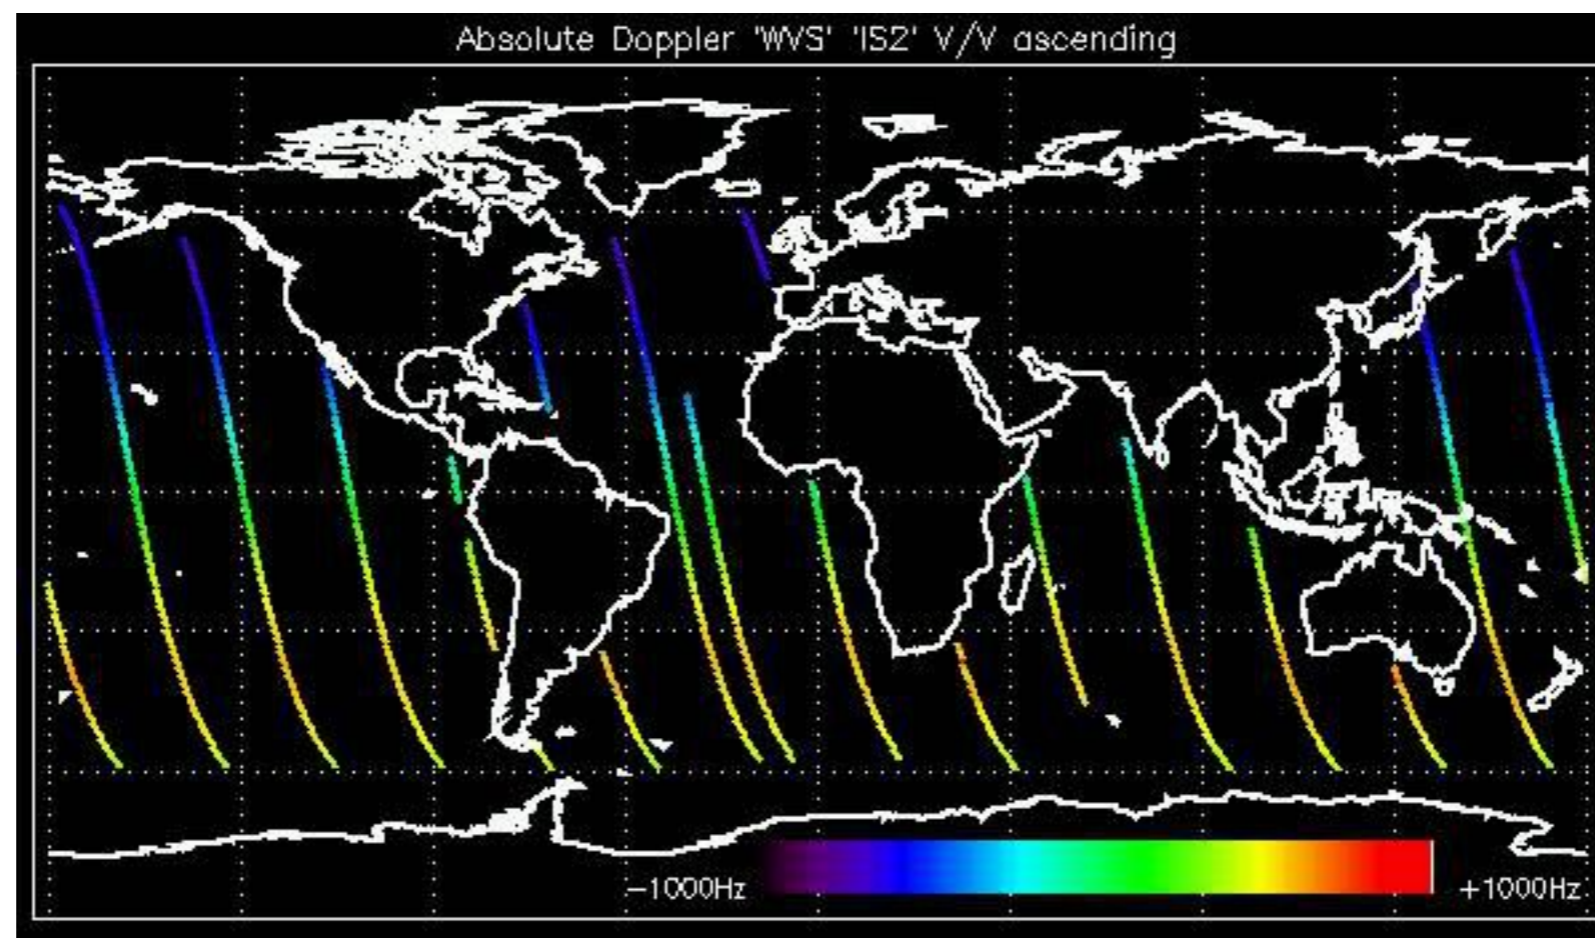 Absolute Doppler 'WVS' 'IS2' V/V ascending
-1000Hz +1000Hz